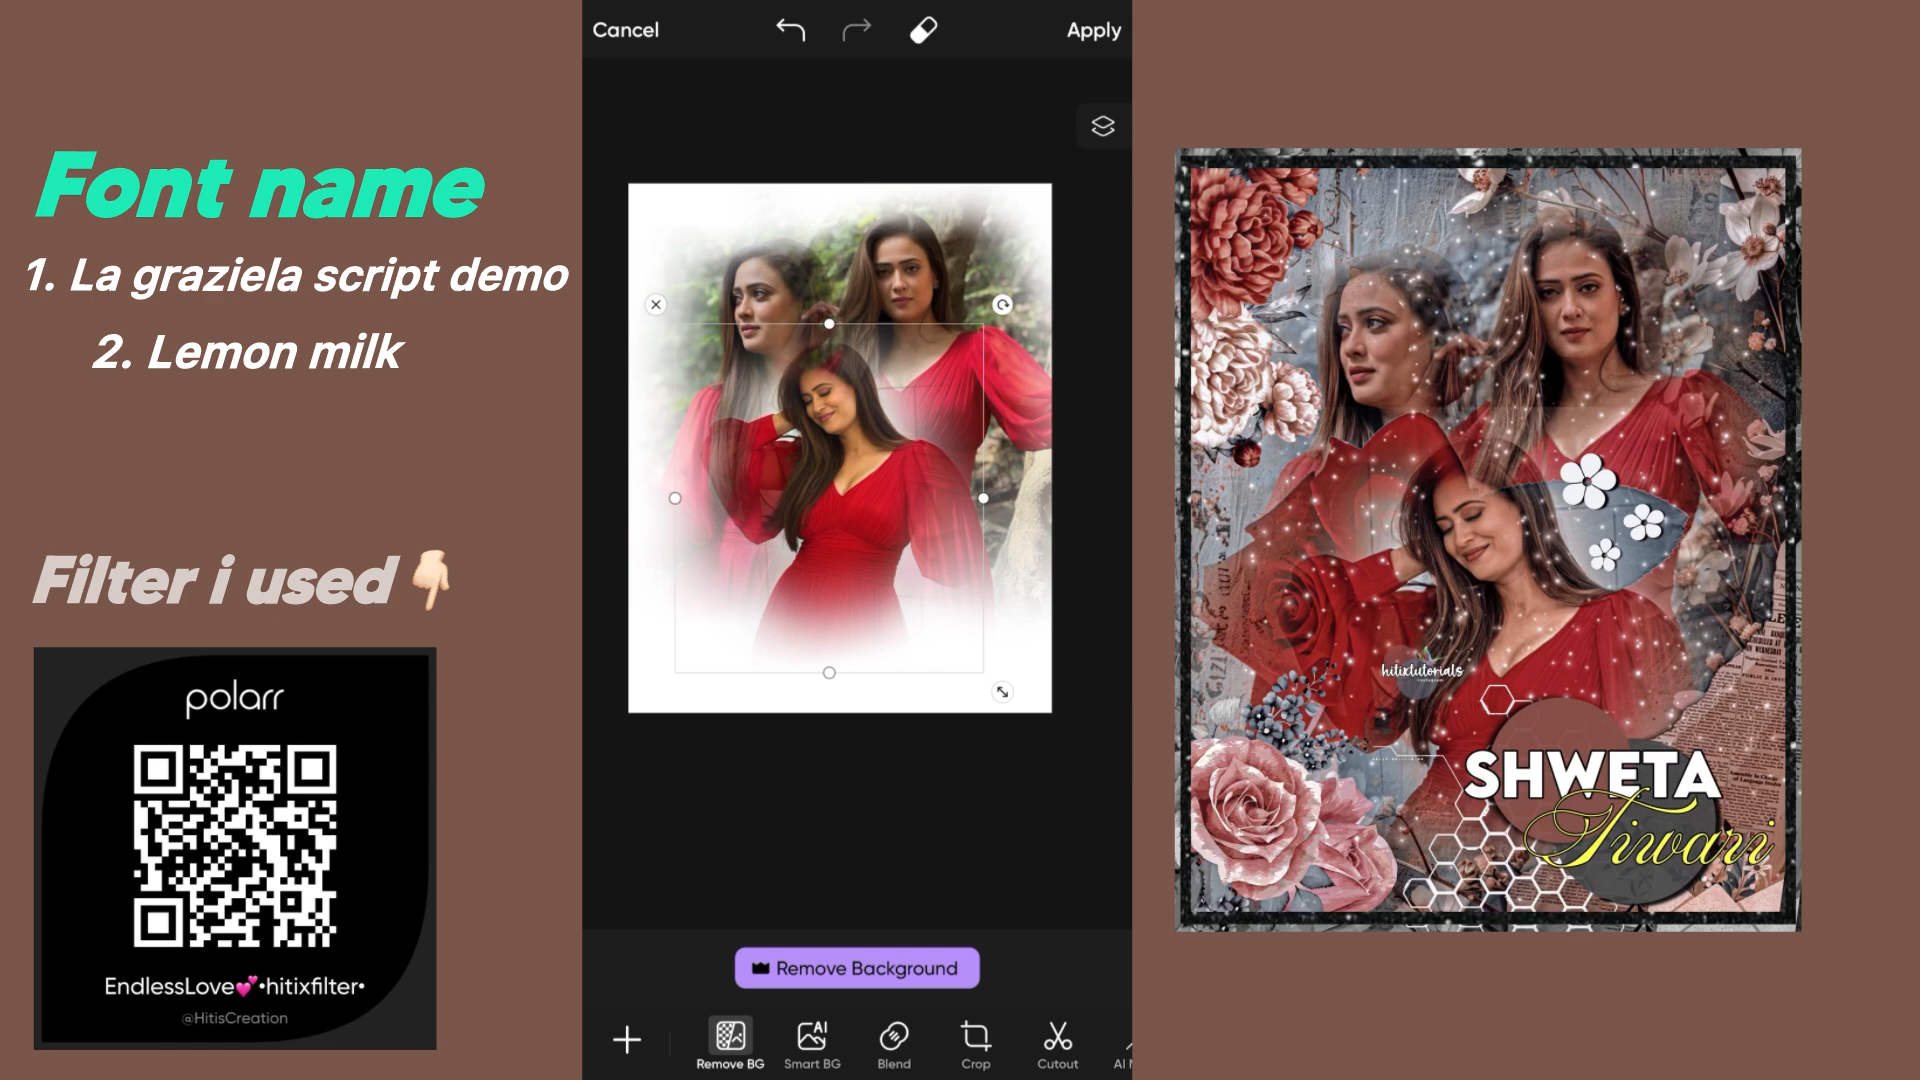 Font name
1. La graziela script demo
2. Lemon milk
Filter i used👇🏻
polarr
EndlessLove💕•hitixfilter•
@HitisCreation
Cancel
Apply
Remove Background
Remove BG
Smart BG
Blend
Crop
Cutout
hitixtutorials
SHWETA
Tiwari